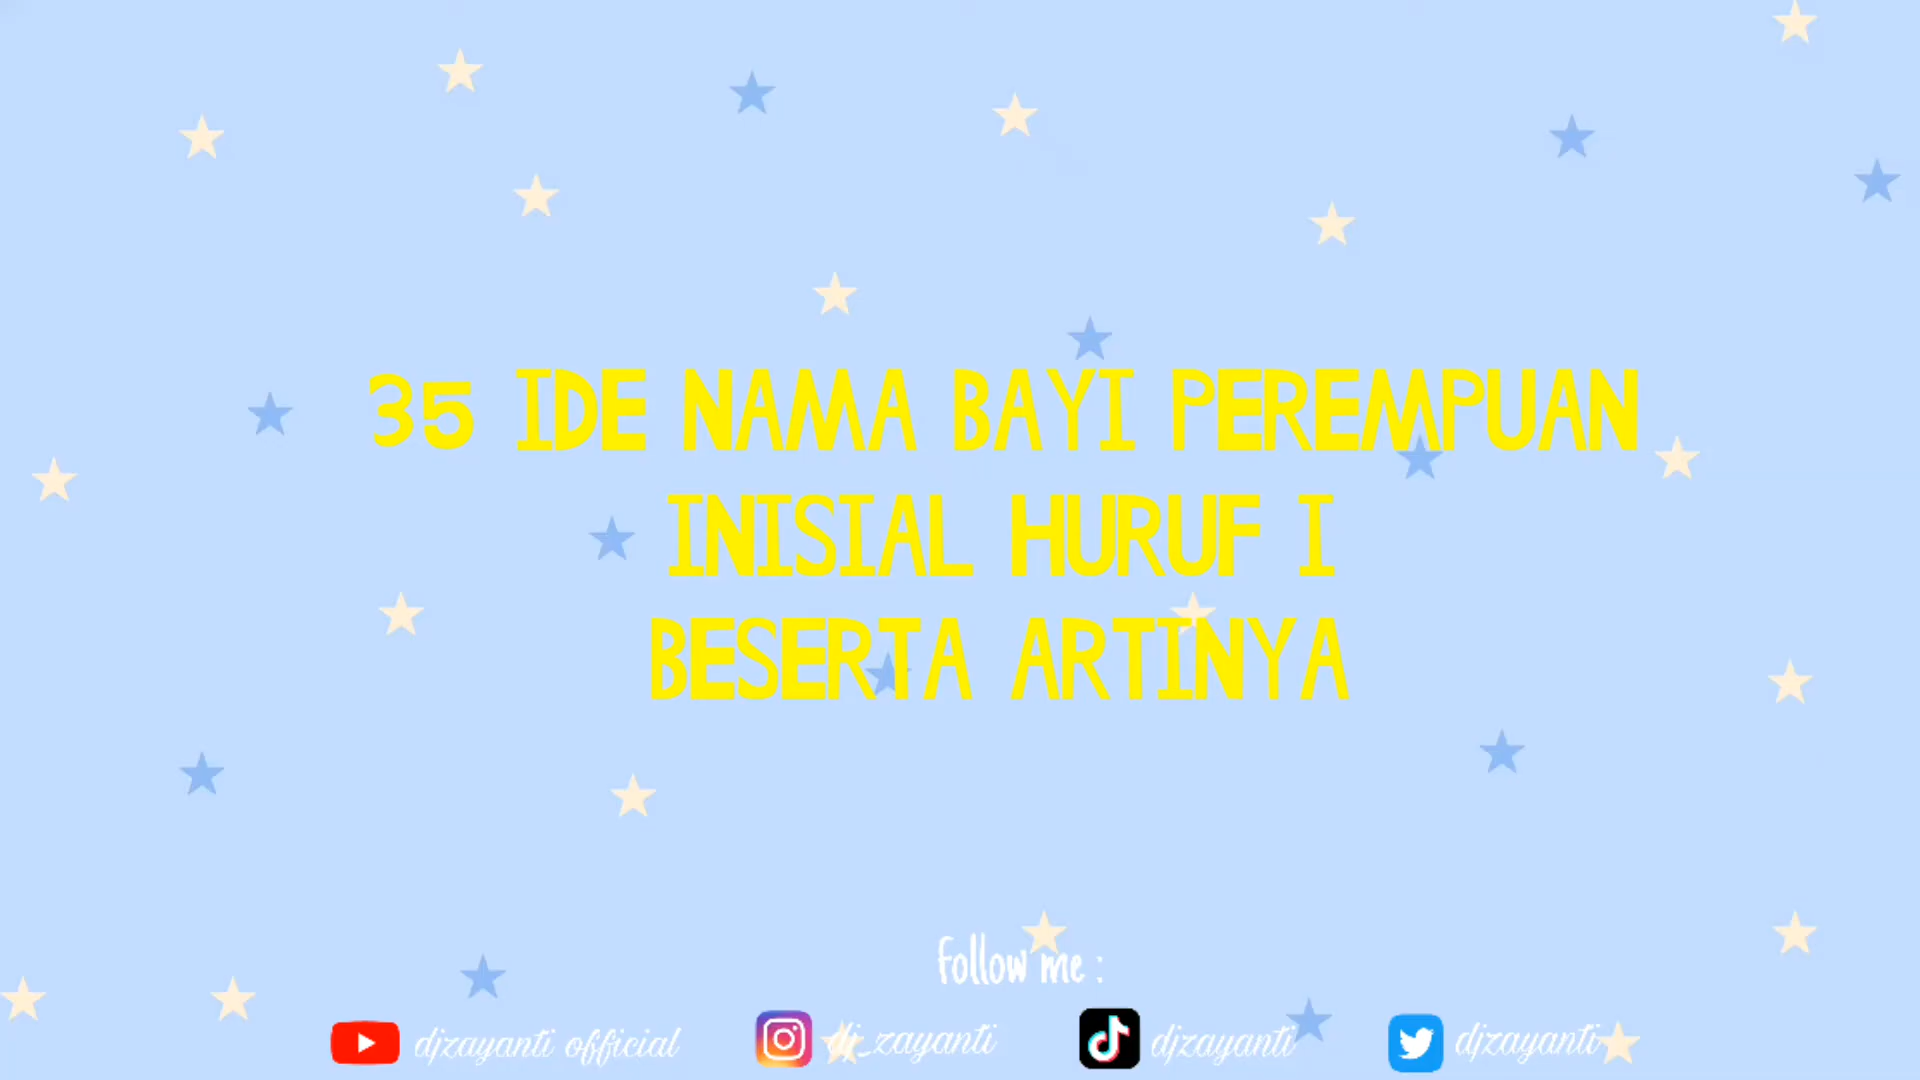 35 IDE NAMA BAYI PEREMPUAN
INISIAL HURUF I
BESERTA ARTINYA
follow me :
djzayanti official
dj_zayanti
djzayanti
djzayanti